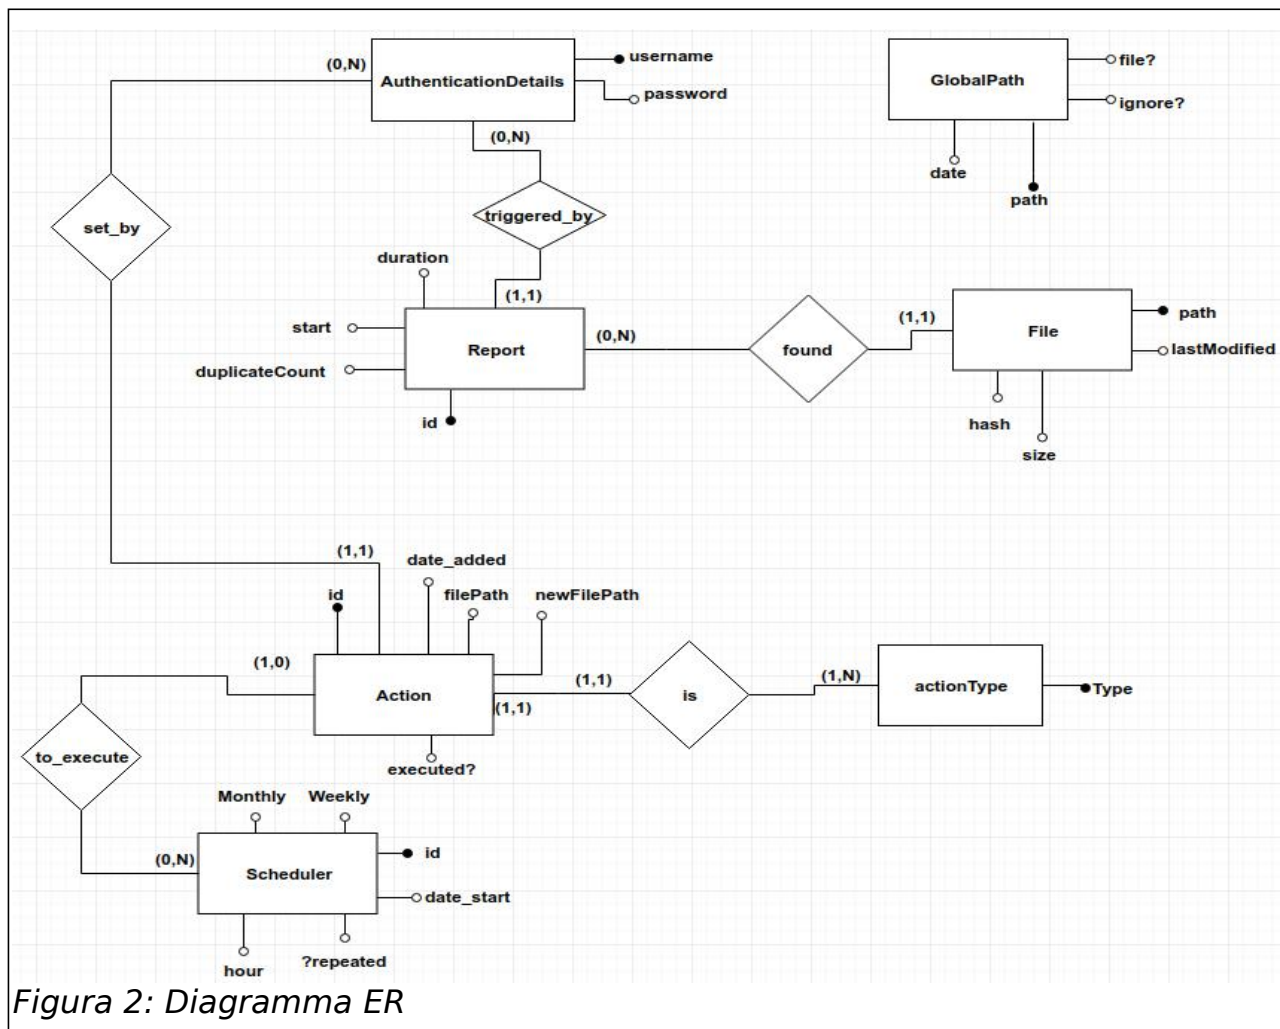 username
(0,N)
AuthenticationDetails
password
file?
GlobalPath
ignore?
(0,N)
date
path
set_by
triggered_by
duration
(1,1)
start
(0,N)
(1,1)
path
Report
found
File
lastModified
duplicateCount
id
hash
size
(1,1)
date_added
id
filePath
newFilePath
(1,0)
(1,1)
(1,N)
Action
is
actionType
Type
(1,1)
to_execute
executed?
Monthly
Weekly
(0,N)
id
Scheduler
date_start
?repeated
hour
Figura 2: Diagramma ER